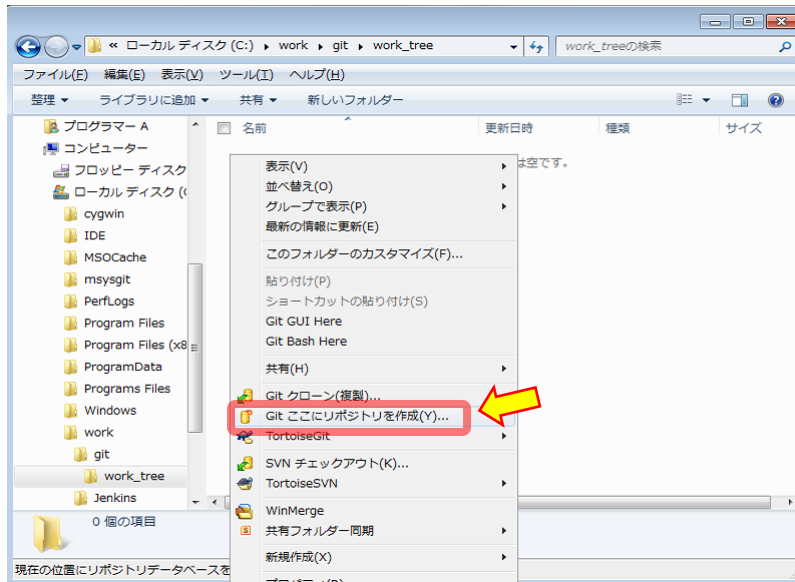 « ローカル ディスク (C:) ▸ work ▸ git ▸ work_tree
work_treeの検索
ファイル(F) 編集(E) 表示(V) ツール(T) ヘルプ(H)
整理 ライブラリに追加 共有 新しいフォルダー
プログラマー A
コンピューター
フロッピー ディスク
ローカル ディスク (
cygwin
IDE
MSOCache
msysgit
PerfLogs
Program Files
Program Files (x8
ProgramData
Programs Files
Windows
work
git
work_tree
Jenkins
名前 更新日時 種類 サイズ
は空です。
表示(V)
並べ替え(O)
グループで表示(P)
最新の情報に更新(E)
このフォルダーのカスタマイズ(F)...
貼り付け(P)
ショートカットの貼り付け(S)
Git GUI Here
Git Bash Here
共有(H)
Git クローン(複製)...
Git ここにリポジトリを作成(Y)...
TortoiseGit
SVN チェックアウト(K)...
TortoiseSVN
WinMerge
共有フォルダー同期
新規作成(X)
0 個の項目
現在の位置にリポジトリデータベースを